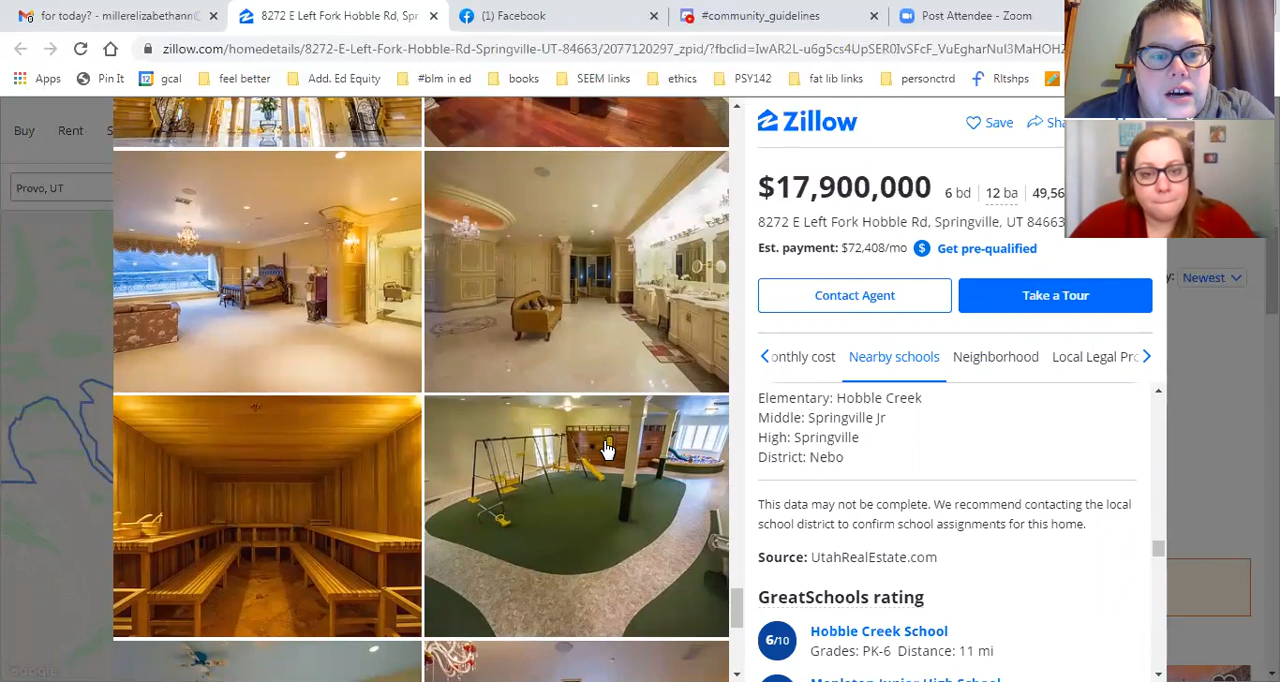 for today? - millerelizabethann@
8272 E Left Fork Hobble Rd, Spr
(1) Facebook
#community_guidelines
Post Attendee - Zoom
zillow.com/homedetails/8272-E-Left-Fork-Hobble-Rd-Springville-UT-84663/2077120297_zpid/?fbclid=IwAR2L-u6g5cs4UpSER0IvSFcF_VuEgharNul3MaHOHZ
Apps
Pin It
gcal
feel better
Add. Ed Equity
#blm in ed
books
SEEM links
ethics
PSY142
fat lib links
personctrd
Rltshps
Buy
Rent
Provo, UT
Zillow
Save
Sha
$17,900,000 6 bd 12 ba 49,56
8272 E Left Fork Hobble Rd, Springville, UT 84663
Est. payment: $72,408/mo $ Get pre-qualified
Newest
Contact Agent
Take a Tour
onthly cost
Nearby schools
Neighborhood
Local Legal Prc
Elementary: Hobble Creek
Middle: Springville Jr
High: Springville
District: Nebo
This data may not be complete. We recommend contacting the local
school district to confirm school assignments for this home.
Source: UtahRealEstate.com
GreatSchools rating
6/10
Hobble Creek School
Grades: PK-6 Distance: 11 mi